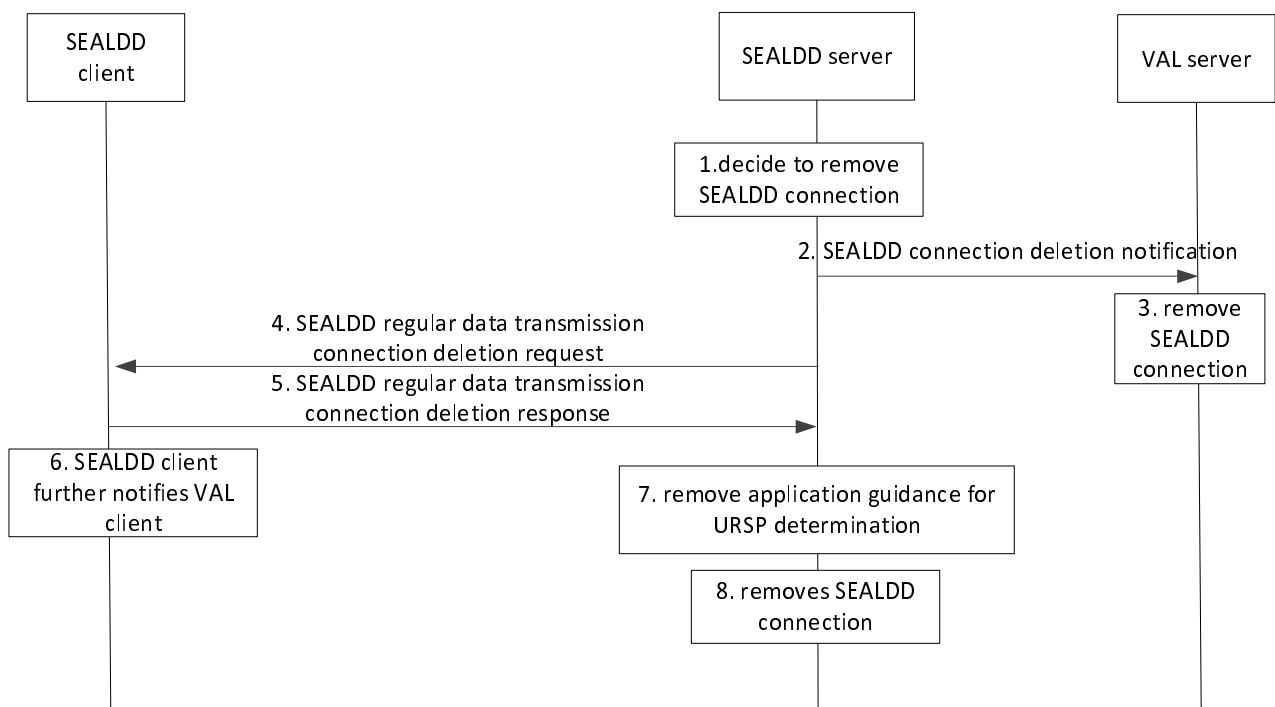 SEALDD
client
SEALDD server
VAL server
1.decide to remove
SEALDD connection
2. SEALDD connection deletion notification
3. remove
SEALDD
connection
4. SEALDD regular data transmission
connection deletion request
5. SEALDD regular data transmission
connection deletion response
6. SEALDD client
further notifies VAL
client
7. remove application guidance for
URSP determination
8. removes SEALDD
connection